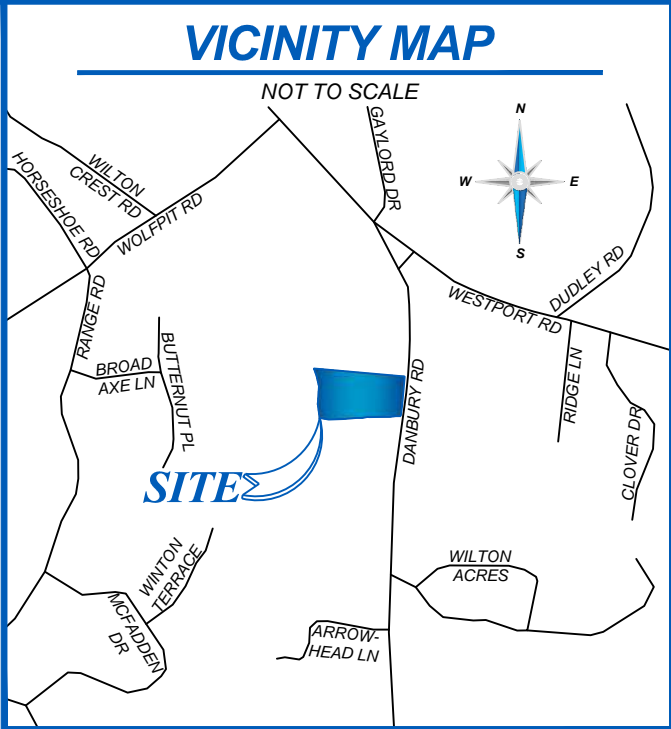 VICINITY MAP
NOT TO SCALE
N
W
E
S
GAYLORD DR
WILTON
CREST RD
HORSESHOE RD
WOLFPIT RD
DUDLEY RD
WESTPORT RD
RANGE RD
BROAD
AXE LN
BUTTERNUT PL
DANBURY RD
RIDGE LN
CLOVER DR
SITE
WINTON
TERRACE
MCFADDEN
DR
WILTON
ACRES
ARROW-
HEAD LN